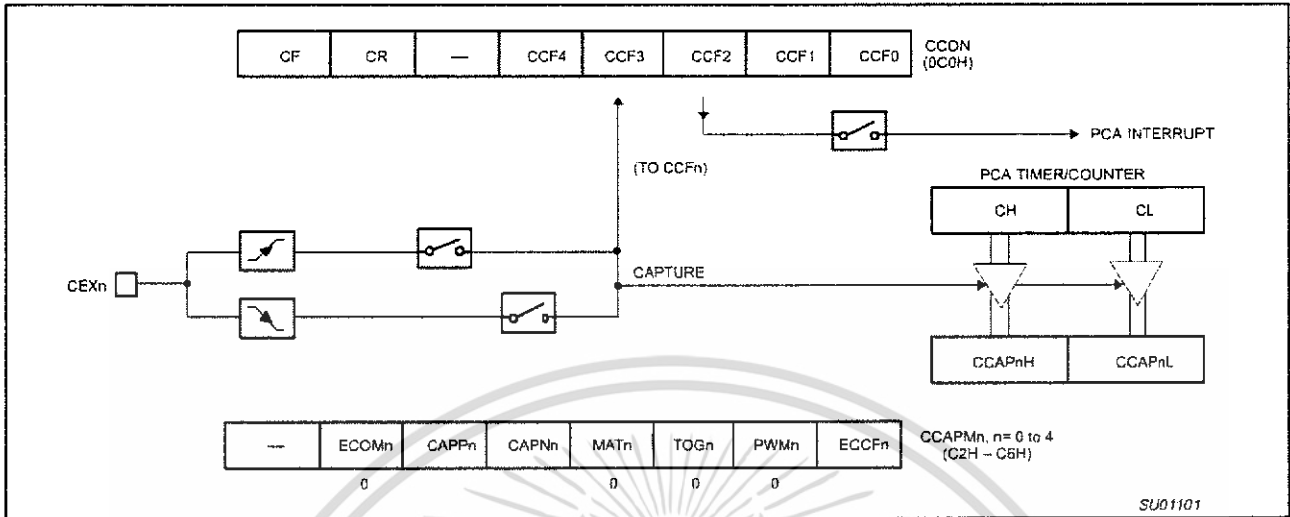 CF CR — CCF4 CCF3 CCF2 CCF1 CCF0 CCON
(0C0H)
PCA INTERRUPT
(TO CCFn)
PCA TIMER/COUNTER
CH CL
CEXn
CAPTURE
CCAPnH CCAPnL
— ECOMn CAPPn CAPNn MATn TOGn PWMn ECCFn CCAPMn, n= 0 to 4
(C2H – C6H)
0 0 0 0
SU01101